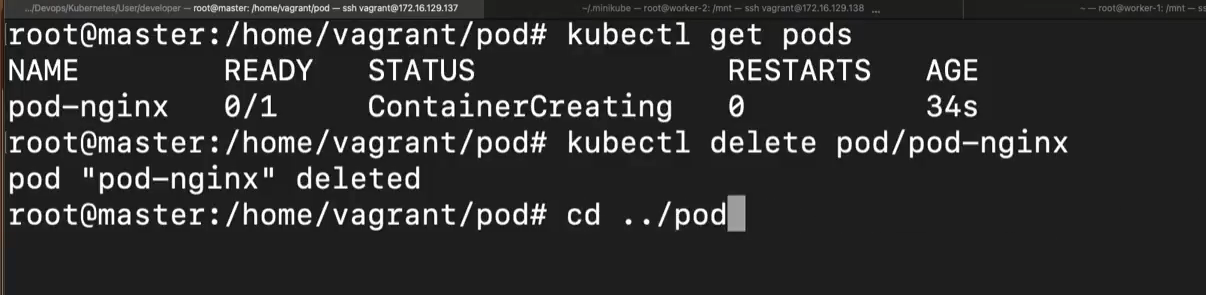 .../Devops/Kubernetes/User/developer — root@master: /home/vagrant/pod — ssh vagrant@172.16.129.137
~/.minikube — root@worker-2: /mnt — ssh vagrant@172.16.129.138 ...
~ — root@worker-1: /mnt — ss
root@master:/home/vagrant/pod# kubectl get pods
NAME READY STATUS RESTARTS AGE
pod-nginx 0/1 ContainerCreating 0 34s
root@master:/home/vagrant/pod# kubectl delete pod/pod-nginx
pod "pod-nginx" deleted
root@master:/home/vagrant/pod# cd ../pod